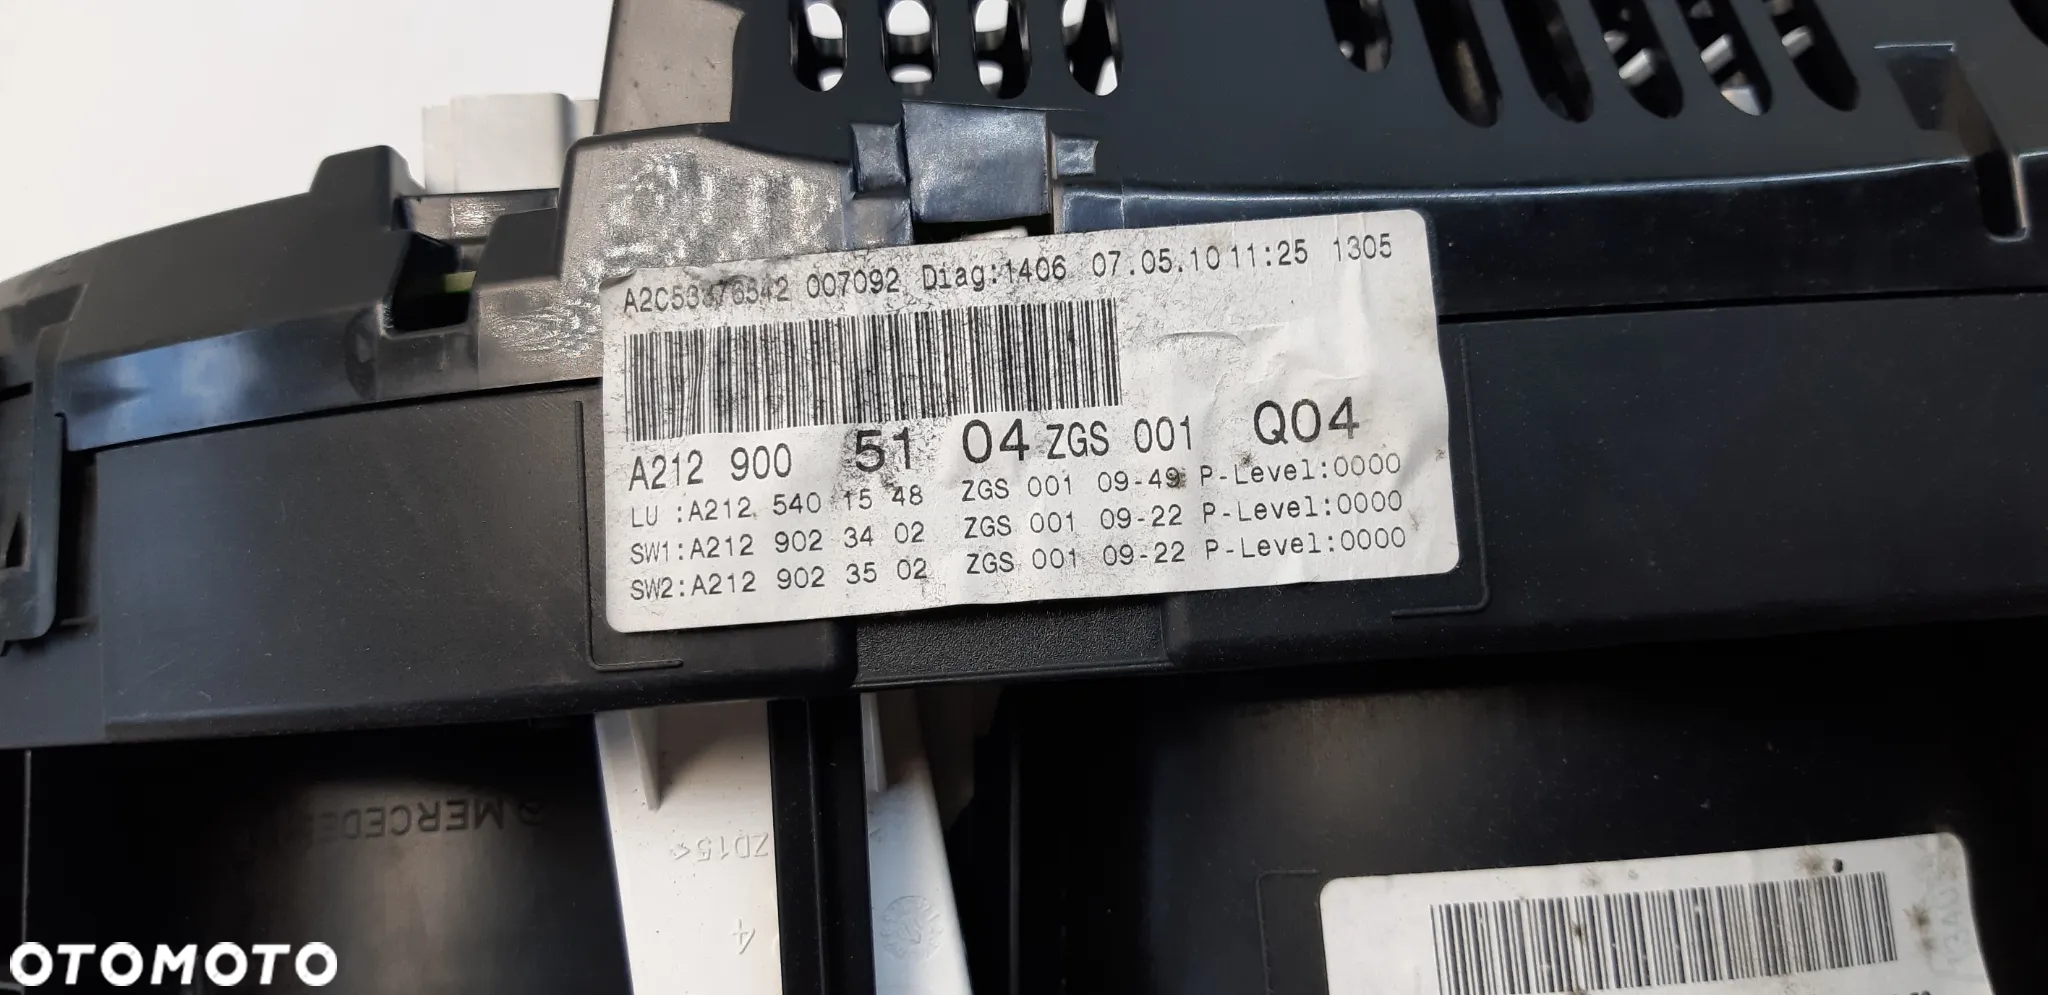 A2C53376542 007092 Diag:1406 07.05.10 11:25 1305
A212 900 51 04 ZGS 001 Q04
LU :A212 540 15 48 ZGS 001 09-49 P-Level:0000
SW1:A212 902 34 02 ZGS 001 09-22 P-Level:0000
SW2:A212 902 35 02 ZGS 001 09-22 P-Level:0000
ZD15<
4
OTOMOTO